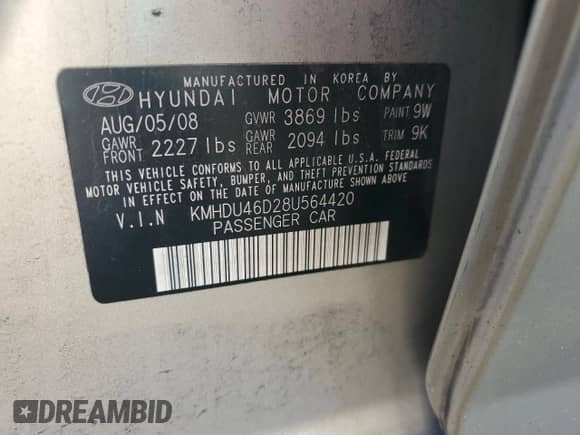 MANUFACTURED IN KOREA BY
HYUNDAI MOTOR COMPANY
AUG/05/08 GVWR 3869 lbs PAINT 9W
GAWR FRONT 2227 lbs GAWR REAR 2094 lbs TRIM 9K
THIS VEHICLE CONFORMS TO ALL APPLICABLE U.S.A. FEDERAL
MOTOR VEHICLE SAFETY, BUMPER, AND THEFT PREVENTION STANDARDS
IN EFFECT ON THE DATE OF MANUFACTURE SHOWN ABOVE.
V.I.N KMHDU46D28U564420
PASSENGER CAR
DREAMBID